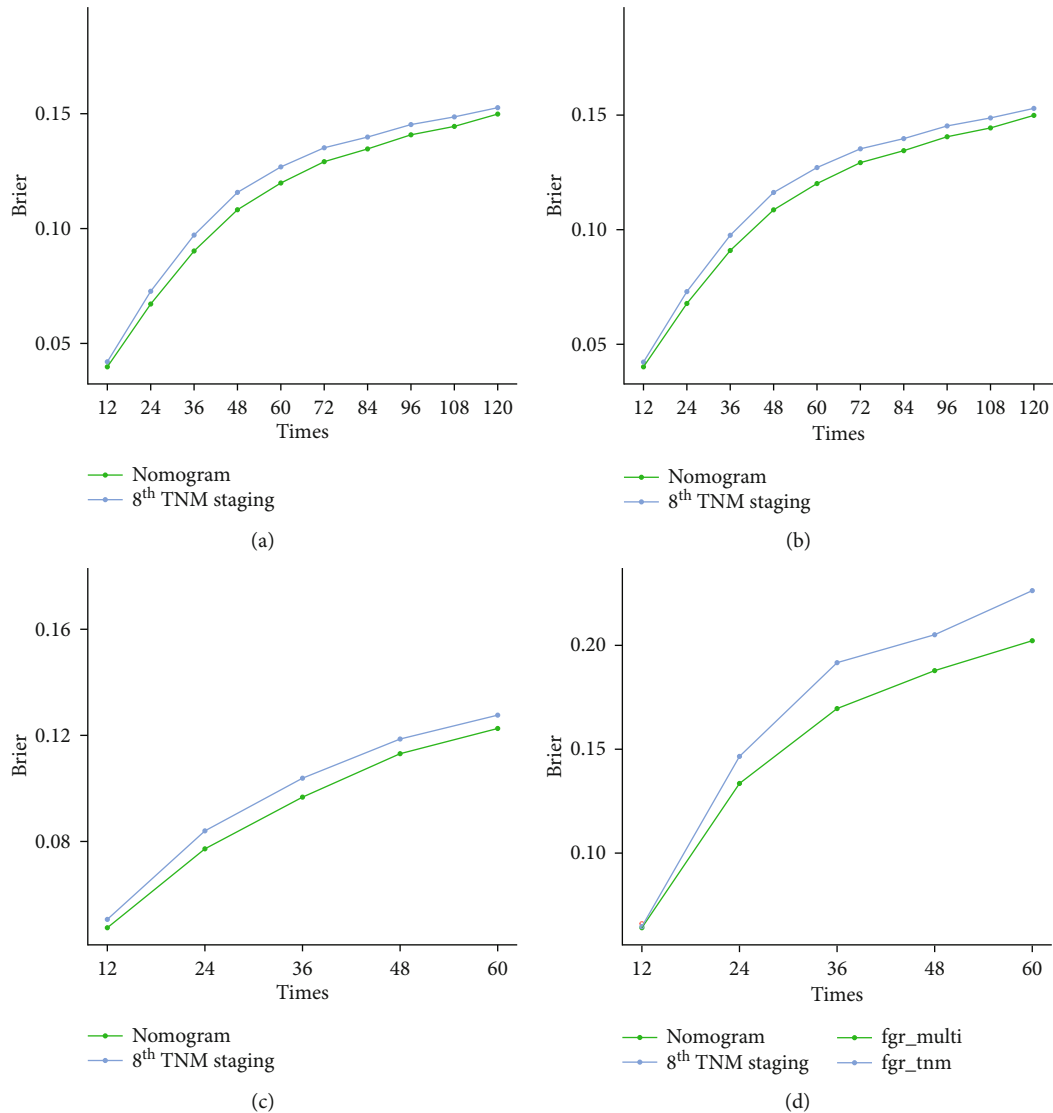 Brier
0.15
0.10
0.05
12 24 36 48 60 72 84 96 108 120
Times
Nomogram
8th TNM staging
(a)
Brier
0.15
0.10
0.05
12 24 36 48 60 72 84 96 108 120
Times
Nomogram
8th TNM staging
(b)
Brier
0.16
0.12
0.08
12 24 36 48 60
Times
Nomogram
8th TNM staging
(c)
Brier
0.20
0.15
0.10
12 24 36 48 60
Times
Nomogram fgr_multi
8th TNM staging fgr_tnm
(d)